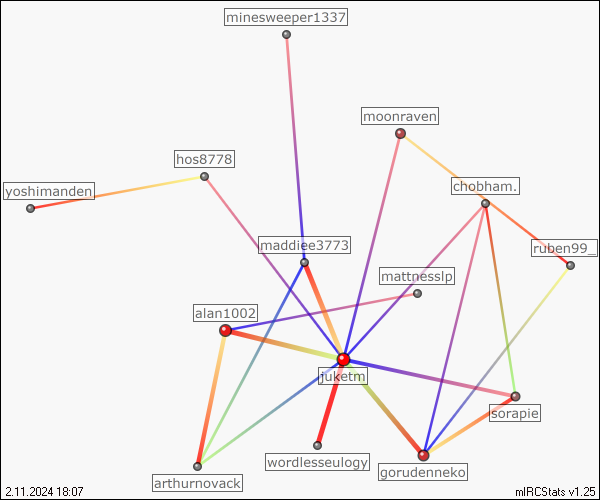 minesweeper1337
moonraven
hos8778
yoshimanden
chobham.
maddiee3773
ruben99_
mattnesslp
alan1002
juketm
sorapie
wordlesseulogy
gorudenneko
arthurnovack
2.11.2024 18:07
mIRCStats v1.25